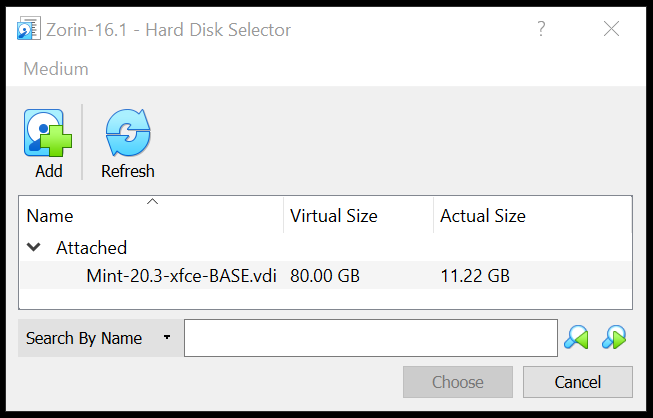 Zorin-16.1 - Hard Disk Selector ?
Medium
Add Refresh
Name Virtual Size Actual Size
Attached
Mint-20.3-xfce-BASE.vdi 80.00 GB 11.22 GB
Search By Name
Choose Cancel